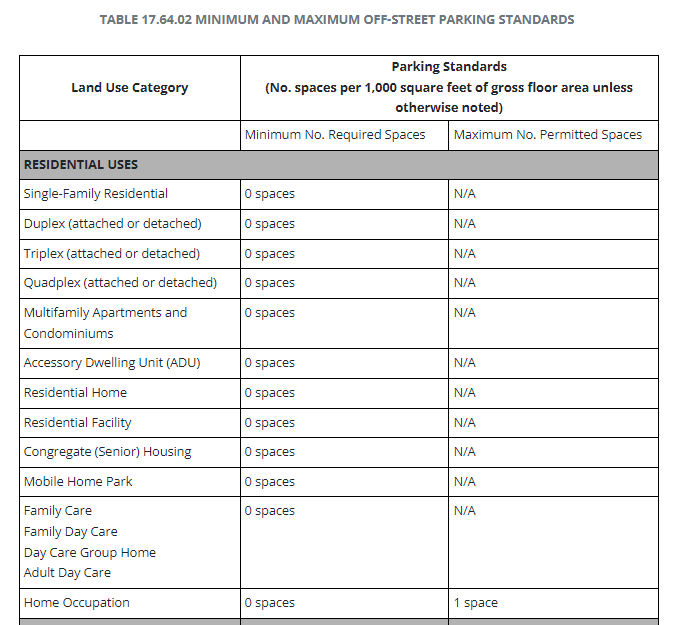 TABLE 17.64.02 MINIMUM AND MAXIMUM OFF-STREET PARKING STANDARDS
Land Use Category
Parking Standards
(No. spaces per 1,000 square feet of gross floor area unless
otherwise noted)
Minimum No. Required Spaces
Maximum No. Permitted Spaces
RESIDENTIAL USES
Single-Family Residential
0 spaces
N/A
Duplex (attached or detached)
0 spaces
N/A
Triplex (attached or detached)
0 spaces
N/A
Quadplex (attached or detached)
0 spaces
N/A
Multifamily Apartments and
Condominiums
0 spaces
N/A
Accessory Dwelling Unit (ADU)
0 spaces
N/A
Residential Home
0 spaces
N/A
Residential Facility
0 spaces
N/A
Congregate (Senior) Housing
0 spaces
N/A
Mobile Home Park
0 spaces
N/A
Family Care
Family Day Care
Day Care Group Home
Adult Day Care
0 spaces
N/A
Home Occupation
0 spaces
1 space